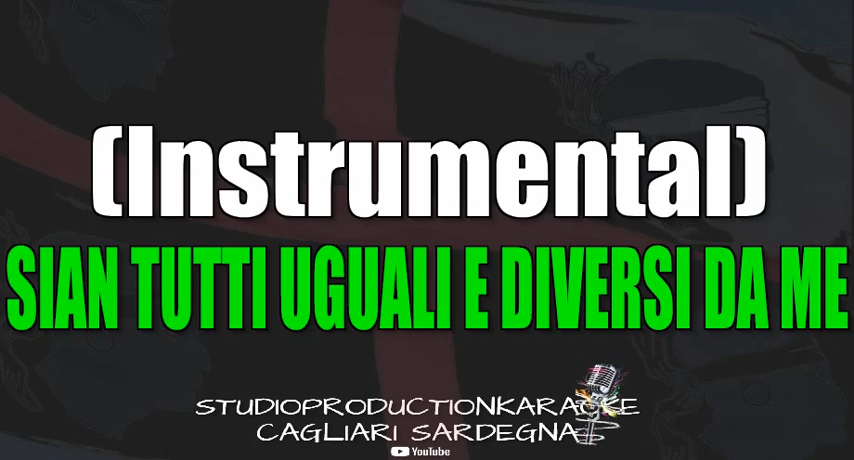 (Instrumental)
SIAN TUTTI UGUALI E DIVERSI DA ME
STUDIOPRODUCTIONKARAOKE
CAGLIARI SARDEGNA
YouTube